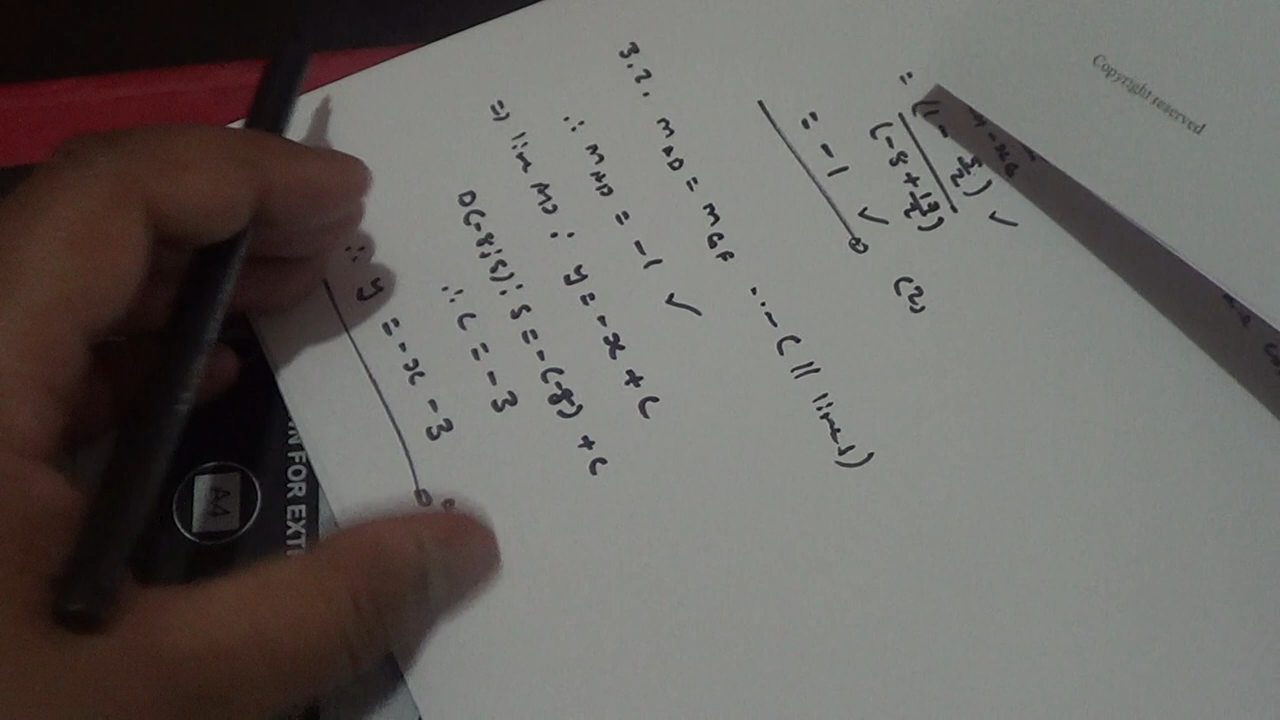 = (1 - 5/2) ✓
(-8 + 13/2)
= -1 ✓
(2)
3.2. mAD = mGF ... (|| lines)
∴ mAD = -1 ✓
=> line AD : y = -x + c
D(-8;5): 5 = -(-8) + c
∴ c = -3
∴ y = -x - 3
Copyright reserved
A4